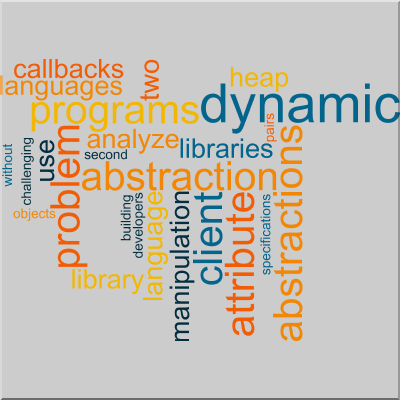 callbacks
two
heap
languages
programs
dynamic
pairs
without
challenging
use
problem
analyze
second
libraries
abstractions
abstraction
objects
building
developers
language
manipulation
client
attribute
specifications
library